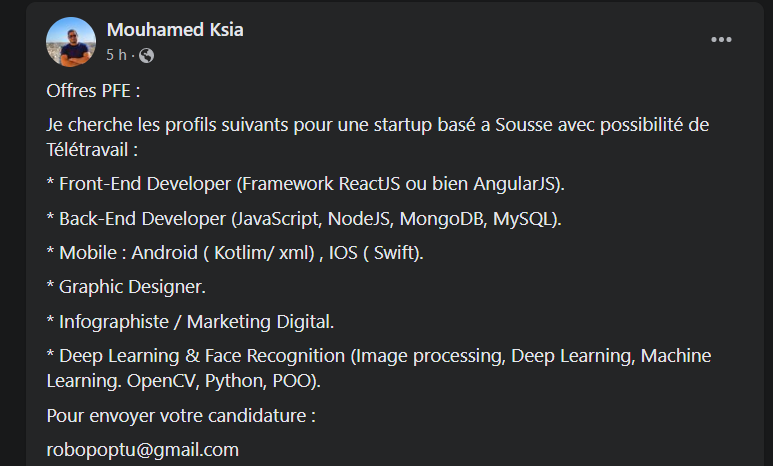 Mouhamed Ksia
5 h ·
Offres PFE :
Je cherche les profils suivants pour une startup basé a Sousse avec possibilité de
Télétravail :
* Front-End Developer (Framework ReactJS ou bien AngularJS).
* Back-End Developer (JavaScript, NodeJS, MongoDB, MySQL).
* Mobile : Android ( Kotlim/ xml) , IOS ( Swift).
* Graphic Designer.
* Infographiste / Marketing Digital.
* Deep Learning & Face Recognition (Image processing, Deep Learning, Machine
Learning. OpenCV, Python, POO).
Pour envoyer votre candidature :
robopoptu@gmail.com